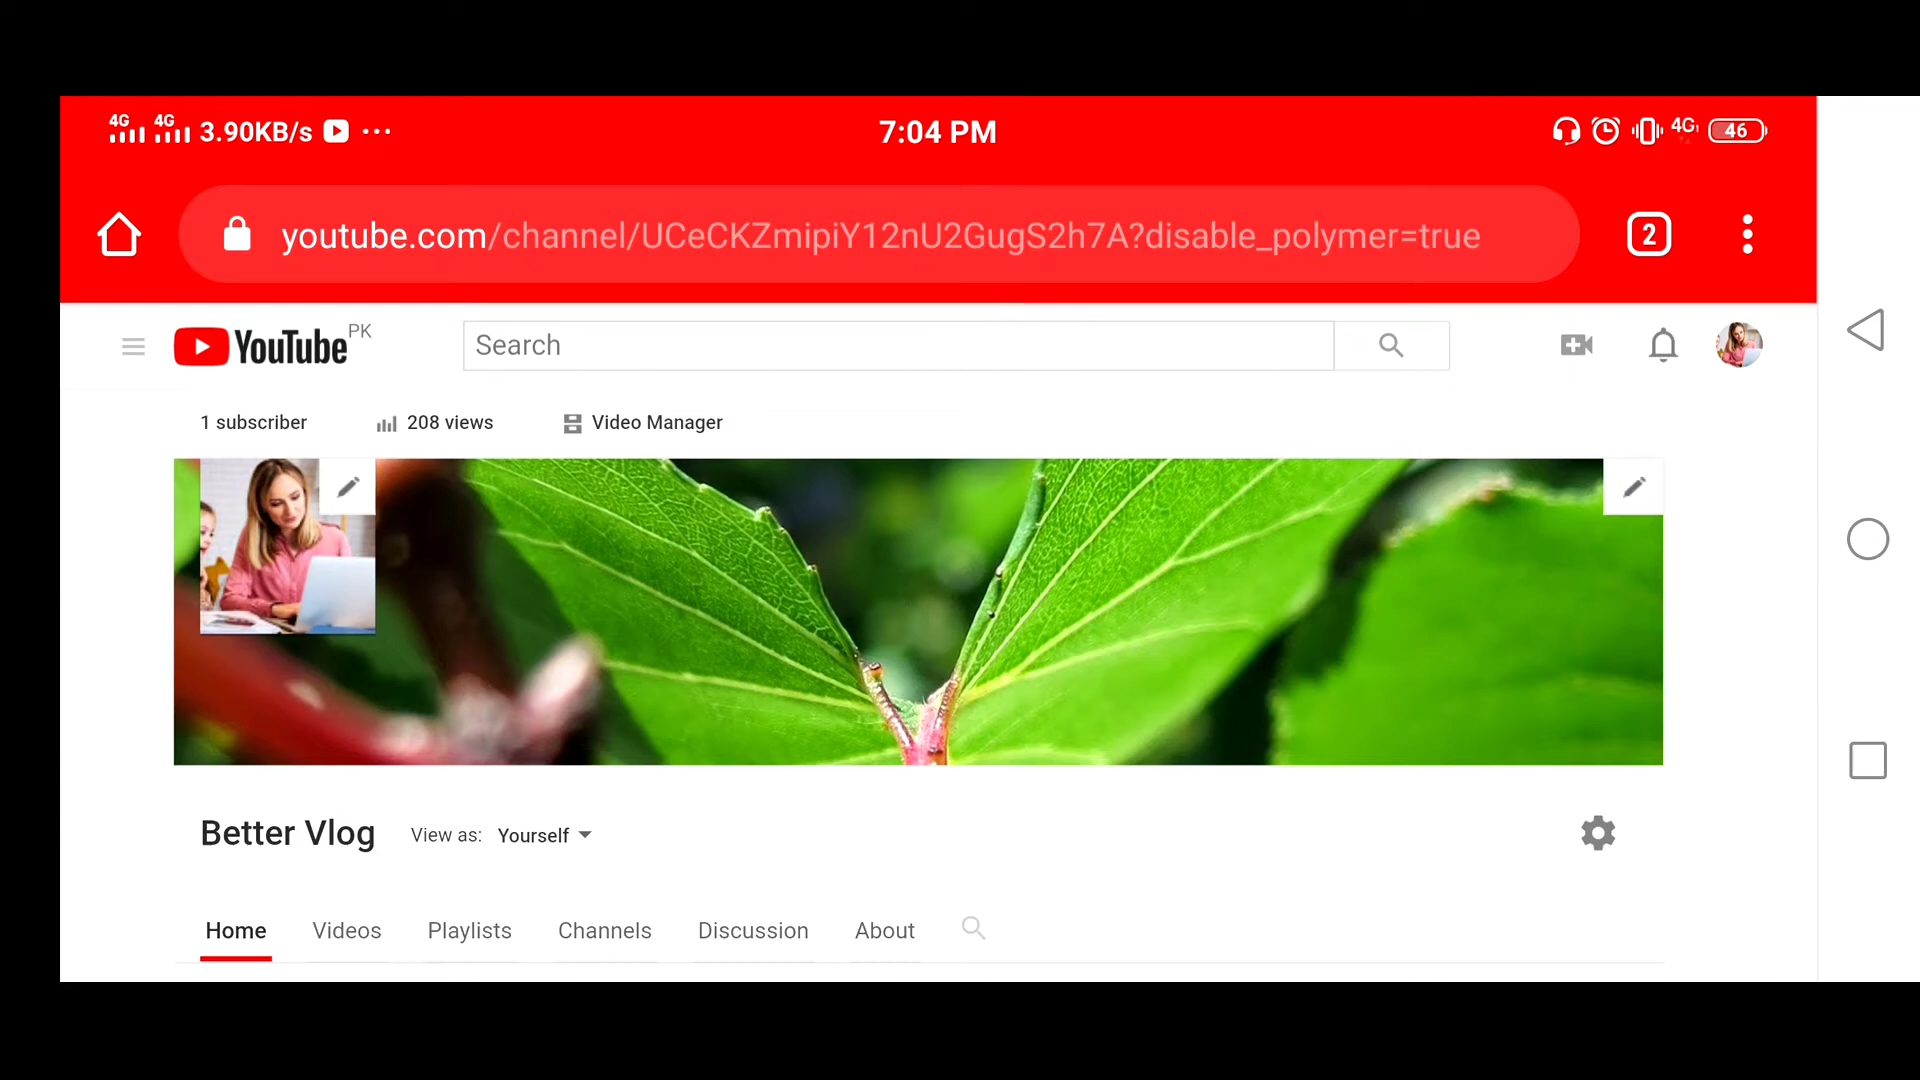 4G 4G 3.90KB/s ... 7:04 PM 4G 46
youtube.com/channel/UCeCKZmipiY12nU2GugS2h7A?disable_polymer=true 2
YouTube PK Search
1 subscriber 208 views Video Manager
Better Vlog View as: Yourself
Home Videos Playlists Channels Discussion About